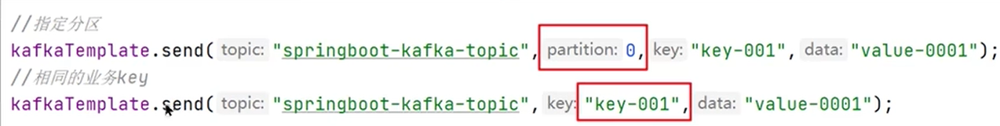 //指定分区
kafkaTemplate.send( topic: "springboot-kafka-topic", partition: 0, key: "key-001", data: "value-0001");
//相同的业务key
kafkaTemplate.send( topic: "springboot-kafka-topic", key: "key-001", data: "value-0001");